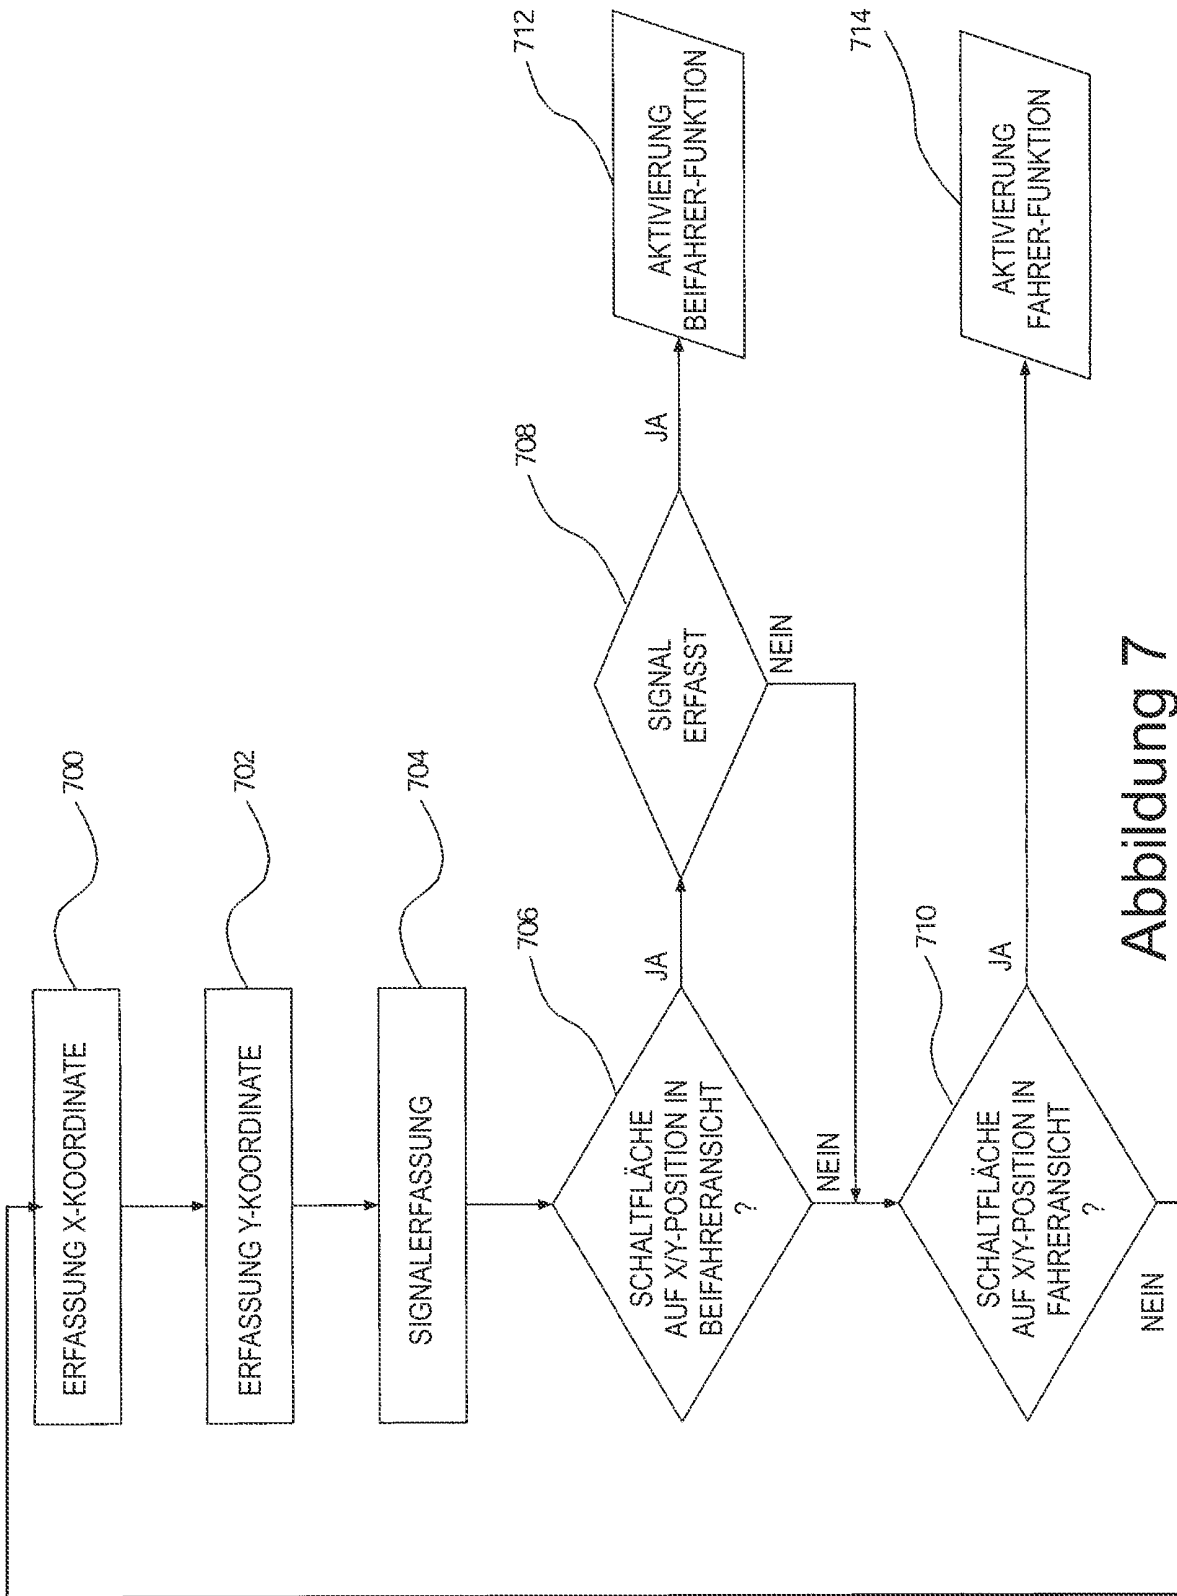 ERFASSUNG X-KOORDINATE
700
ERFASSUNG Y-KOORDINATE
702
SIGNALERFASSUNG
704
SCHALTFLÄCHE
AUF X/Y-POSITION IN
BEIFAHRERANSICHT
?
706
JA
NEIN
SIGNAL
ERFASST
708
JA
NEIN
AKTIVIERUNG
BEIFAHRER-FUNKTION
712
SCHALTFLÄCHE
AUF X/Y-POSITION IN
FAHRERANSICHT
?
710
JA
NEIN
AKTIVIERUNG
FAHRER-FUNKTION
714
Abbildung 7